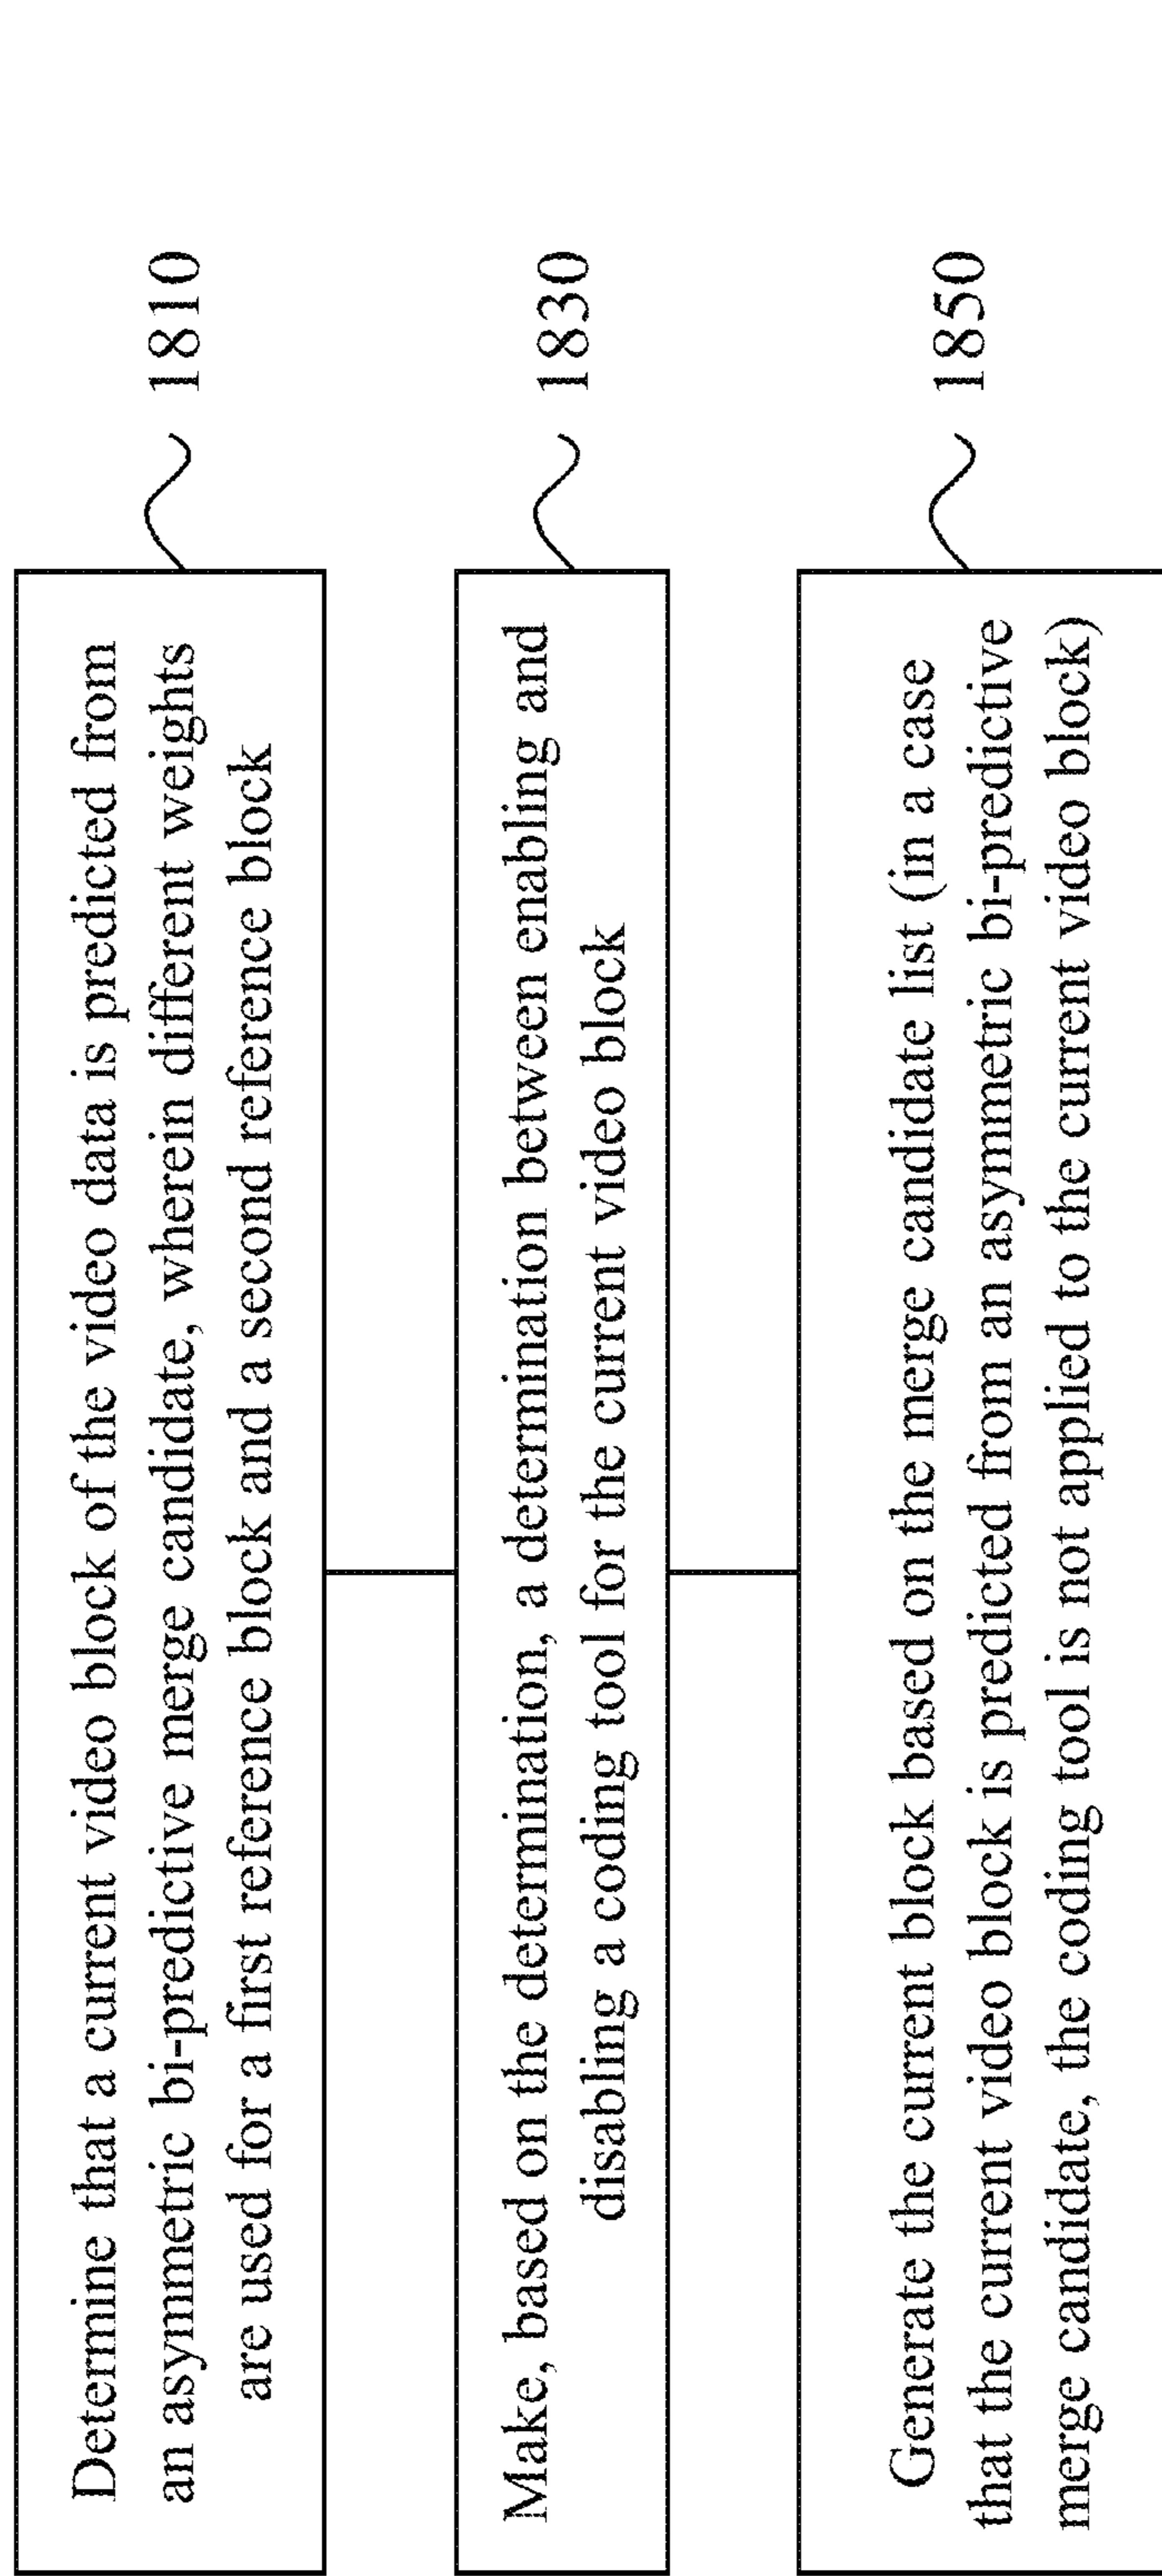 Determine that a current video block of the video data is predicted from
an asymmetric bi-predictive merge candidate, wherein different weights
are used for a first reference block and a second reference block
1810
Make, based on the determination, a determination between enabling and
disabling a coding tool for the current video block
1830
Generate the current block based on the merge candidate list (in a case
that the current video block is predicted from an asymmetric bi-predictive
merge candidate, the coding tool is not applied to the current video block)
1850